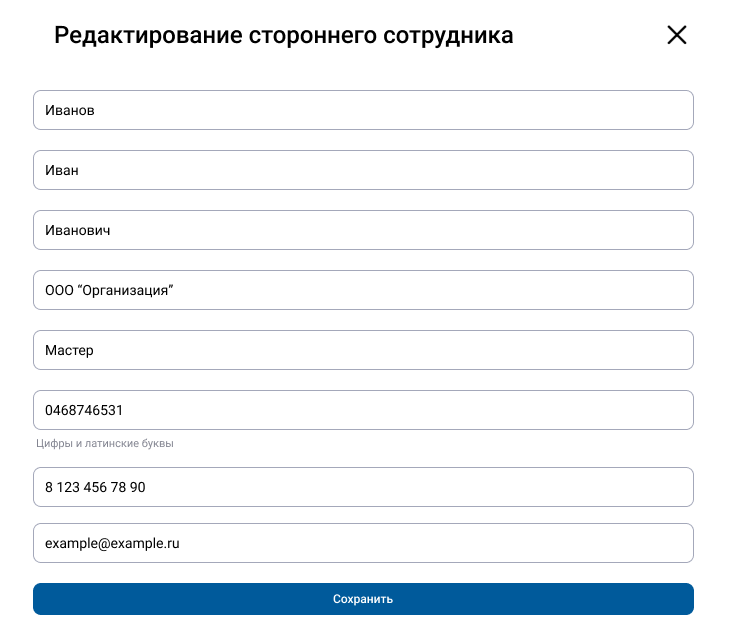 Редактирование стороннего сотрудника
Иванов
Иван
Иванович
ООО “Организация”
Мастер
0468746531
Цифры и латинские буквы
8 123 456 78 90
example@example.ru
Сохранить